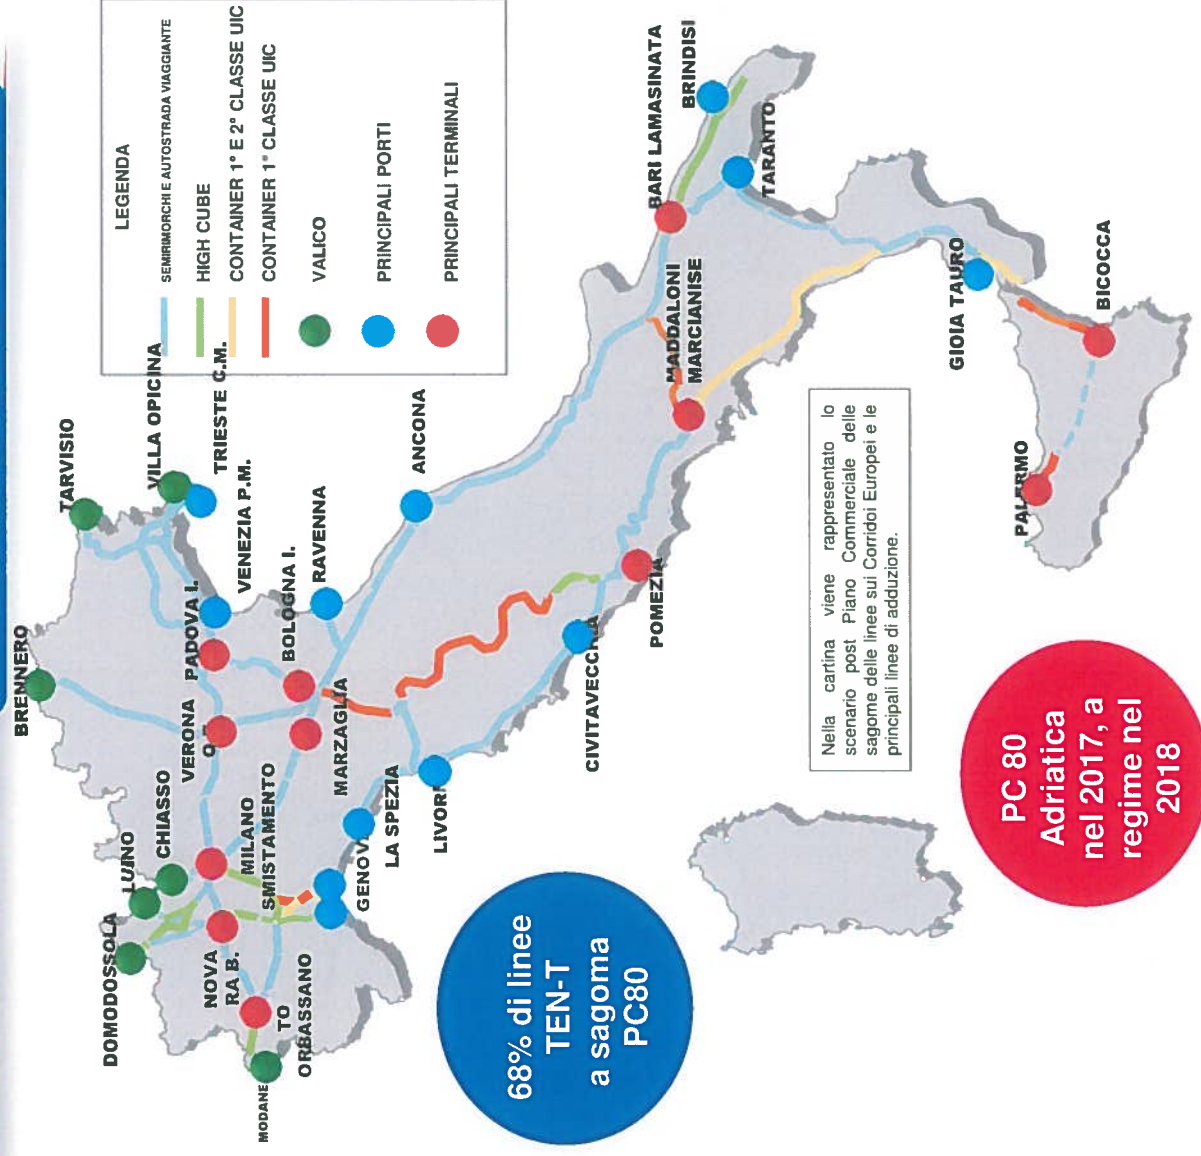 LEGENDA
SEMIRIMORCHI E AUTOSTRADA VIAGGIANTE
HIGH CUBE
CONTAINER 1° E 2° CLASSE UIC
CONTAINER 1° CLASSE UIC
VALICO
PRINCIPALI PORTI
PRINCIPALI TERMINALI
BRENNERO
TARVISIO
VILLA OPICINA
TRIESTE C.M.
VENEZIA P.M.
PADOVA I.
VERONA
Q.E.
BOLOGNA I.
RAVENNA
ANCONA
LUINO
CHIASSO
DOMODOSSOLA
MILANO
SMISTAMENTO
MARZAGLIA
NOVA
RA B.
TO
ORBASSANO
MODANE
GENOV
LA SPEZIA
LIVOR
CIVITAVECCHIA
POMEZIA
MADDALONI
MARCIANISE
BARI LAMASINATA
BRINDISI
TARANTO
GIOIA TAURO
BICOCCA
PALERMO
Nella cartina viene rappresentato lo
scenario post Piano Commerciale delle
sagome delle linee sui Corridoi Europei e le
principali linee di adduzione.
68% di linee
TEN-T
a sagoma
PC80
PC 80
Adriatica
nel 2017, a
regime nel
2018